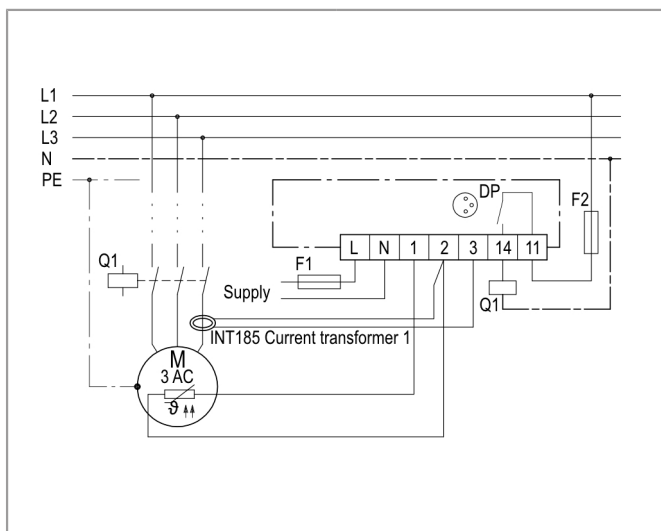 L1
L2
L3
N
PE
DP
F2
L N 1 2 3 14 11
Q1
F1
Supply
Q1
INT185 Current transformer 1
M
3 AC
ϑ